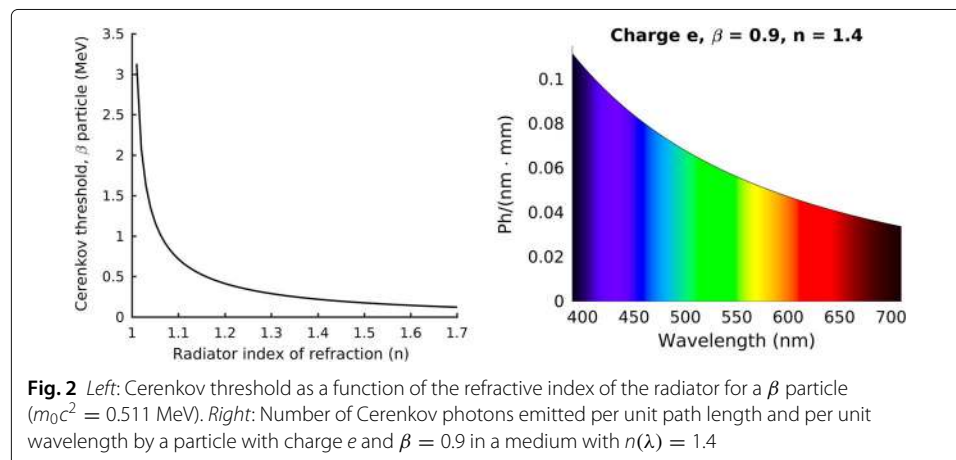 Cerenkov threshold, β particle (MeV)
3.5
3
2.5
2
1.5
1
0.5
0
1 1.1 1.2 1.3 1.4 1.5 1.6 1.7
Radiator index of refraction (n)
Charge e, β = 0.9, n = 1.4
Ph/(nm · mm)
0.1
0.08
0.06
0.04
0.02
0
400 450 500 550 600 650 700
Wavelength (nm)
Fig. 2 Left: Cerenkov threshold as a function of the refractive index of the radiator for a β particle
(m₀c² = 0.511 MeV). Right: Number of Cerenkov photons emitted per unit path length and per unit
wavelength by a particle with charge e and β = 0.9 in a medium with n(λ) = 1.4